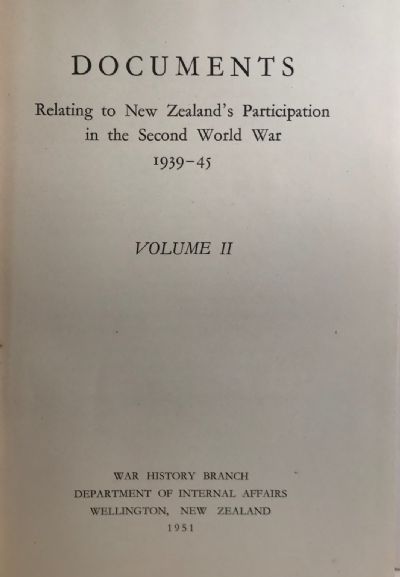 DOCUMENTS
Relating to New Zealand's Participation
in the Second World War
1939–45
VOLUME II
WAR HISTORY BRANCH
DEPARTMENT OF INTERNAL AFFAIRS
WELLINGTON, NEW ZEALAND
1951